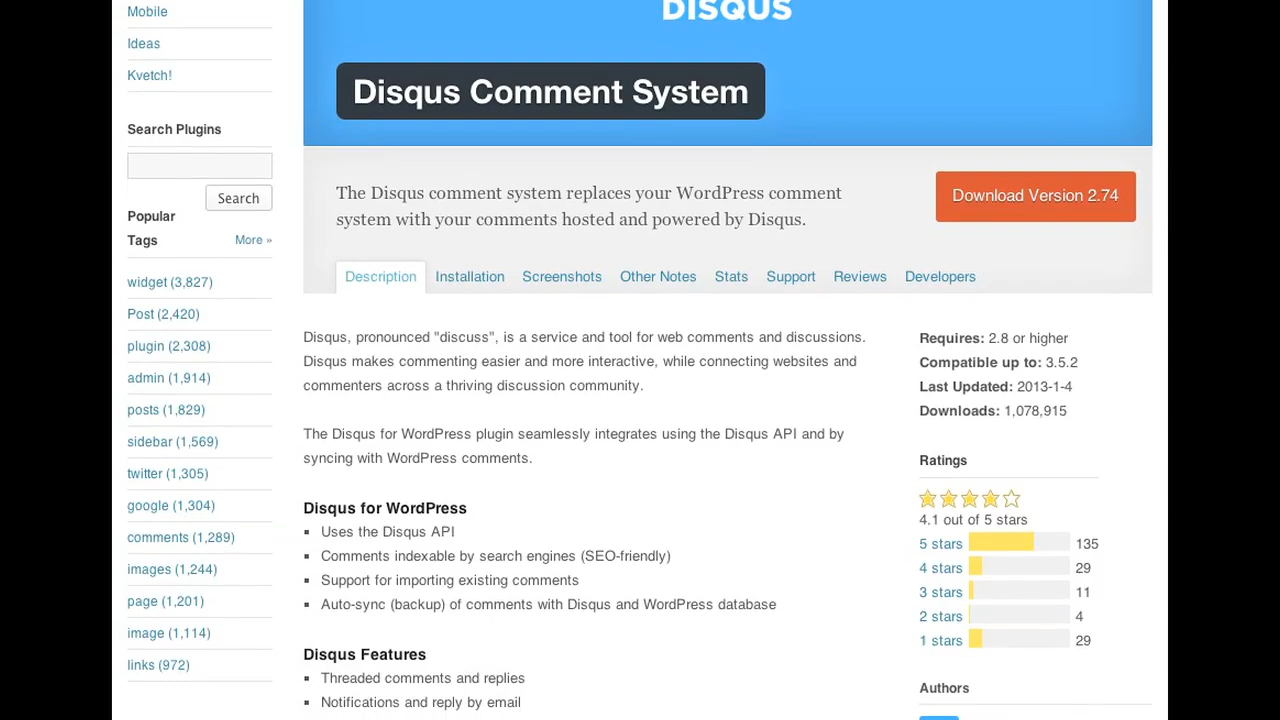 Mobile
Ideas
Kvetch!
Search Plugins
Search
Popular
Tags
More »
widget (3,827)
Post (2,420)
plugin (2,308)
admin (1,914)
posts (1,829)
sidebar (1,569)
twitter (1,305)
google (1,304)
comments (1,289)
images (1,244)
page (1,201)
image (1,114)
links (972)
DISQUS
Disqus Comment System
The Disqus comment system replaces your WordPress comment
system with your comments hosted and powered by Disqus.
Download Version 2.74
Description Installation Screenshots Other Notes Stats Support Reviews Developers
Disqus, pronounced "discuss", is a service and tool for web comments and discussions.
Disqus makes commenting easier and more interactive, while connecting websites and
commenters across a thriving discussion community.
The Disqus for WordPress plugin seamlessly integrates using the Disqus API and by
syncing with WordPress comments.
Disqus for WordPress
▪ Uses the Disqus API
▪ Comments indexable by search engines (SEO-friendly)
▪ Support for importing existing comments
▪ Auto-sync (backup) of comments with Disqus and WordPress database
Disqus Features
▪ Threaded comments and replies
▪ Notifications and reply by email
Requires: 2.8 or higher
Compatible up to: 3.5.2
Last Updated: 2013-1-4
Downloads: 1,078,915
Ratings
4.1 out of 5 stars
5 stars 135
4 stars 29
3 stars 11
2 stars 4
1 stars 29
Authors